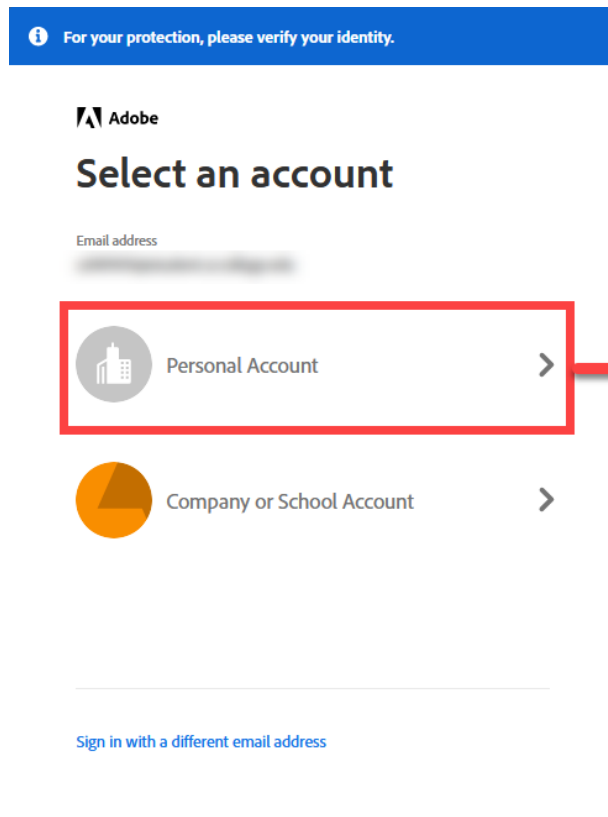 For your protection, please verify your identity.
Adobe
Select an account
Email address
Personal Account
Company or School Account
Sign in with a different email address